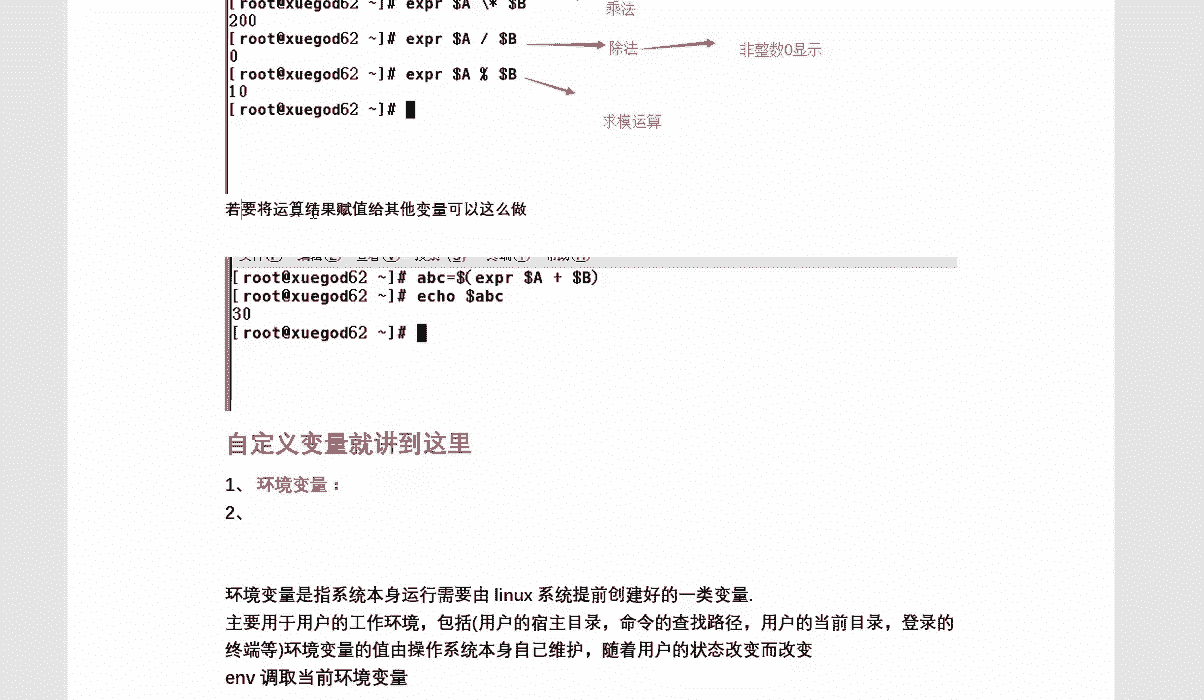 [root@xuegod62 ~]# expr $A \* $B
乘法
200
[root@xuegod62 ~]# expr $A / $B
除法
非整数0显示
0
[root@xuegod62 ~]# expr $A % $B
10
[root@xuegod62 ~]#
求模运算
若要将运算结果赋值给其他变量可以这么做
[root@xuegod62 ~]# abc=$(expr $A + $B)
[root@xuegod62 ~]# echo $abc
30
[root@xuegod62 ~]#
自定义变量就讲到这里
1、 环境变量：
2、
环境变量是指系统本身运行需要由 linux 系统提前创建好的一类变量.
主要用于用户的工作环境，包括(用户的宿主目录，命令的查找路径，用户的当前目录，登录的
终端等)环境变量的值由操作系统本身自己维护，随着用户的状态改变而改变
env 调取当前环境变量